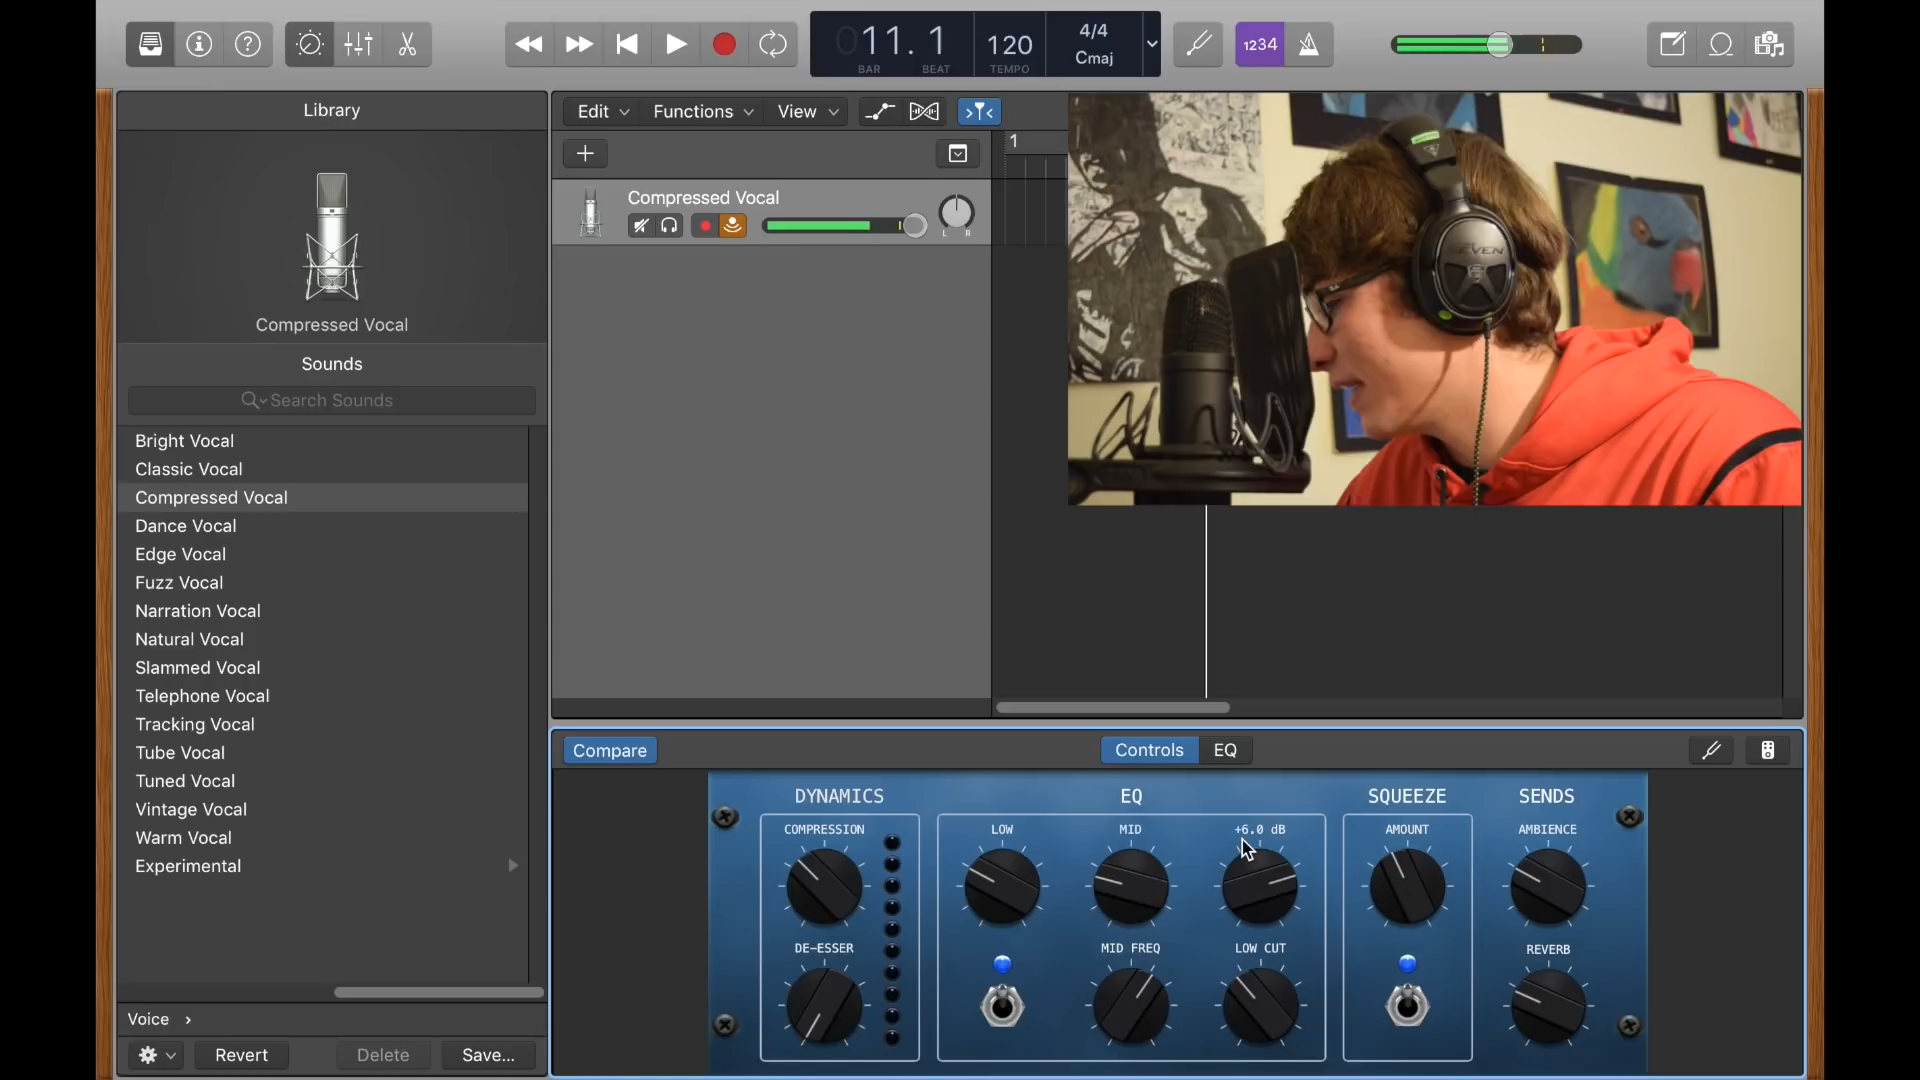 011. 1
BAR
BEAT
120
TEMPO
4/4
Cmaj
1234
Library
Compressed Vocal
Sounds
Search Sounds
Bright Vocal
Classic Vocal
Compressed Vocal
Dance Vocal
Edge Vocal
Fuzz Vocal
Narration Vocal
Natural Vocal
Slammed Vocal
Telephone Vocal
Tracking Vocal
Tube Vocal
Tuned Vocal
Vintage Vocal
Warm Vocal
Experimental
Voice
Revert
Delete
Save...
Edit
Functions
View
1
Compressed Vocal
L R
SEVEN
Compare
Controls
EQ
DYNAMICS
EQ
SQUEEZE
SENDS
COMPRESSION
LOW
MID
+6.0 dB
AMOUNT
AMBIENCE
DE-ESSER
MID FREQ
LOW CUT
REVERB